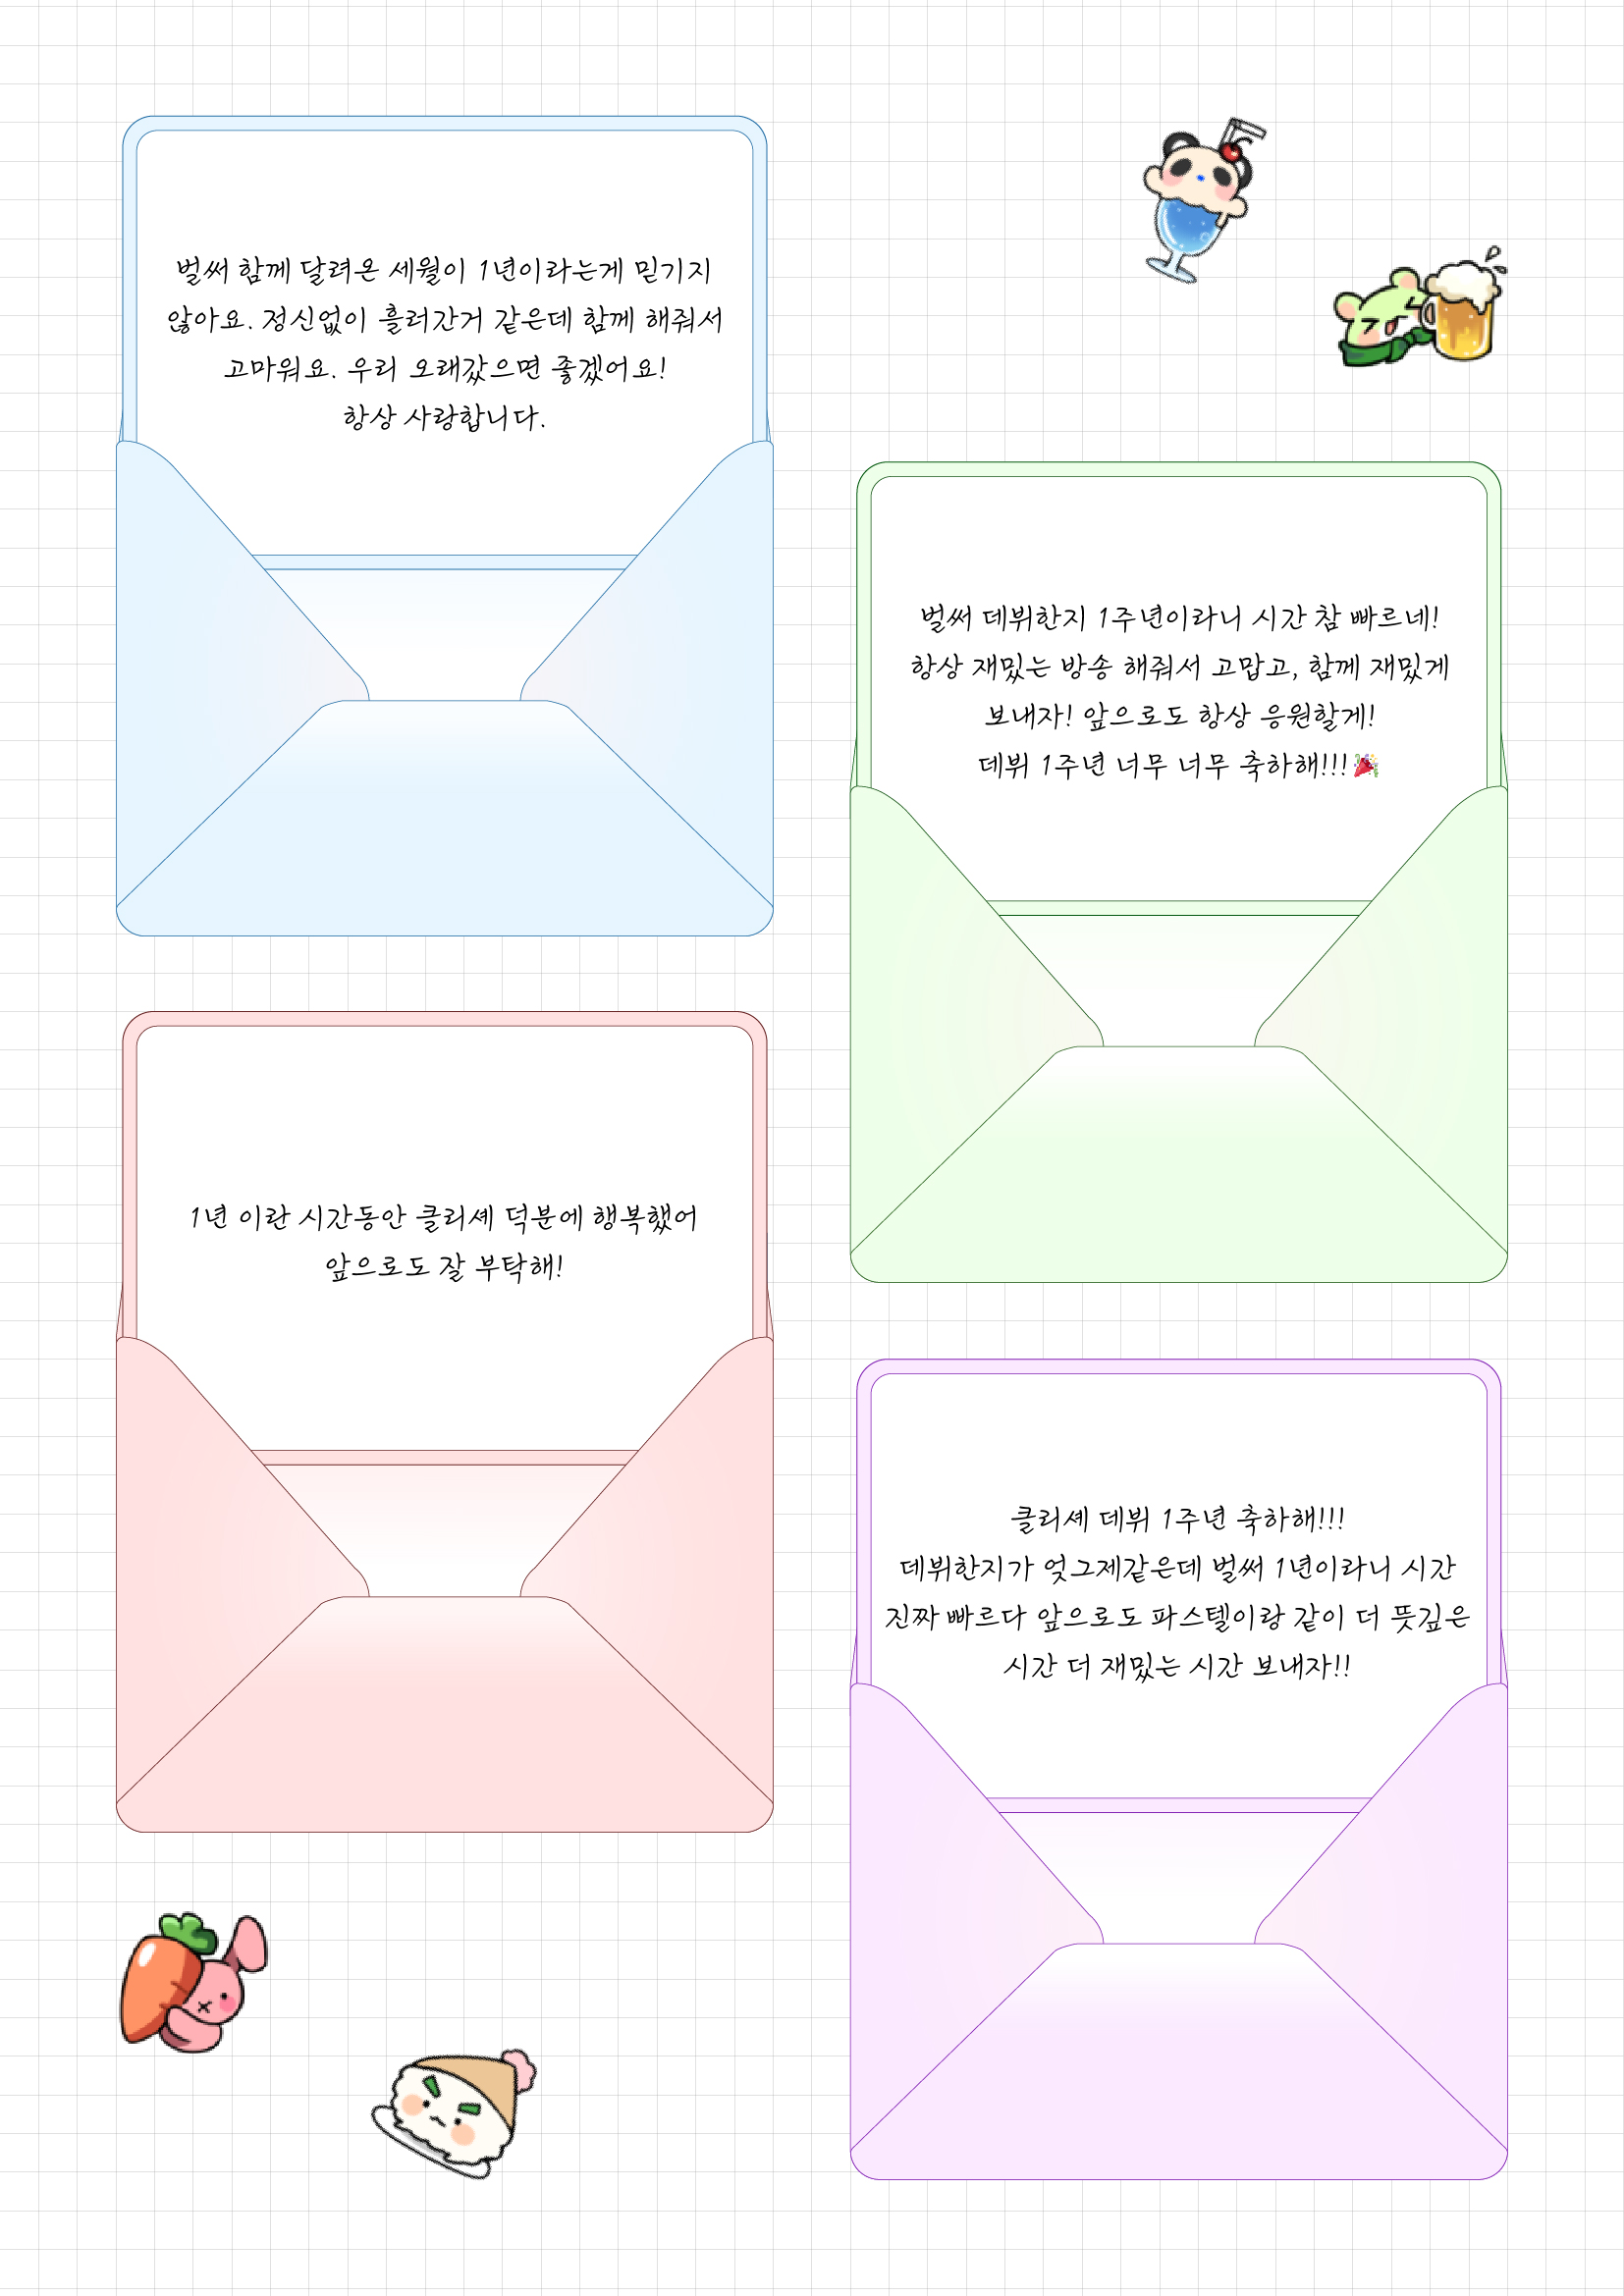 벌써 함께 달려온 세월이 1년이라는게 믿기지
않아요. 정신없이 흘러간거 같은데 함께 해줘서
고마워요. 우리 오래갔으면 좋겠어요!
항상 사랑합니다.
벌써 데뷔한지 1주년이라니 시간 참 빠르네!
항상 재밌는 방송 해줘서 고맙고, 함께 재밌게
보내자! 앞으로도 항상 응원할게!
데뷔 1주년 너무 너무 축하해!!!🎉
1년 이란 시간동안 클리셰 덕분에 행복했어
앞으로도 잘 부탁해!
클리셰 데뷔 1주년 축하해!!!
데뷔한지가 엊그제같은데 벌써 1년이라니 시간
진짜 빠르다 앞으로도 파스텔이랑 같이 더 뜻깊은
시간 더 재밌는 시간 보내자!!